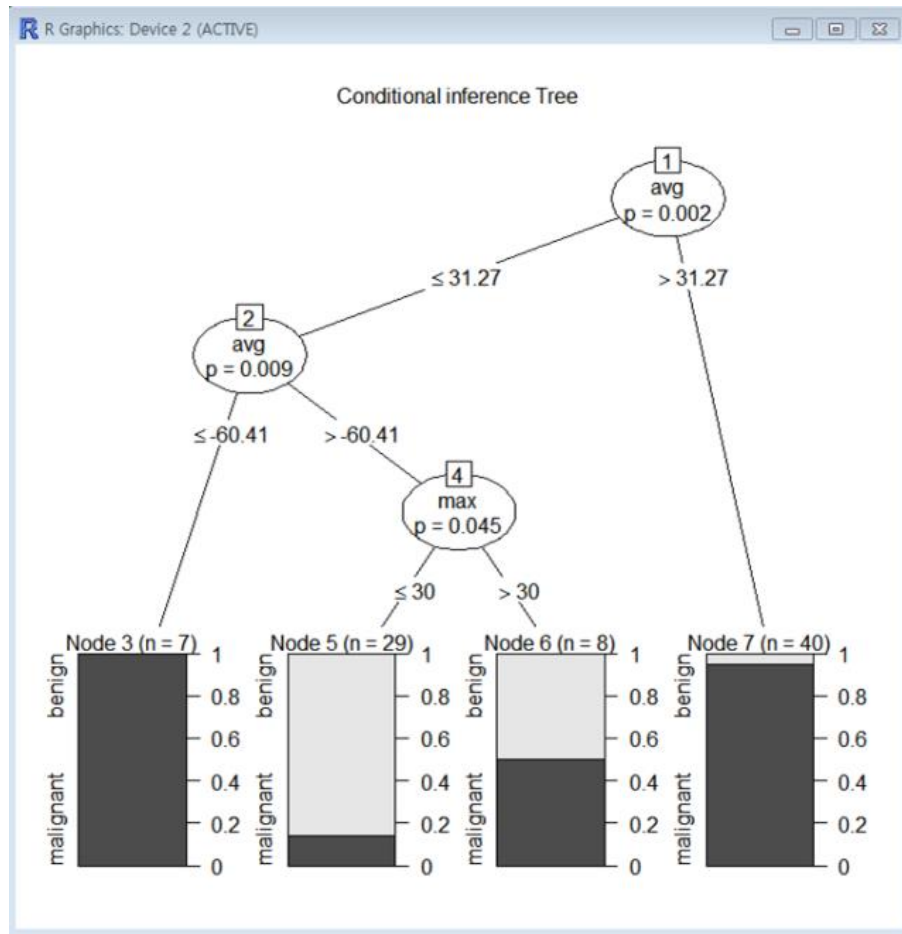 R Graphics: Device 2 (ACTIVE)
Conditional inference Tree
1
avg
p = 0.002
≤ 31.27
> 31.27
2
avg
p = 0.009
≤ -60.41
> -60.41
4
max
p = 0.045
≤ 30
> 30
Node 3 (n = 7)
benign
malignant
1
0.8
0.6
0.4
0.2
0
Node 5 (n = 29)
benign
malignant
1
0.8
0.6
0.4
0.2
0
Node 6 (n = 8)
benign
malignant
1
0.8
0.6
0.4
0.2
0
Node 7 (n = 40)
benign
malignant
1
0.8
0.6
0.4
0.2
0